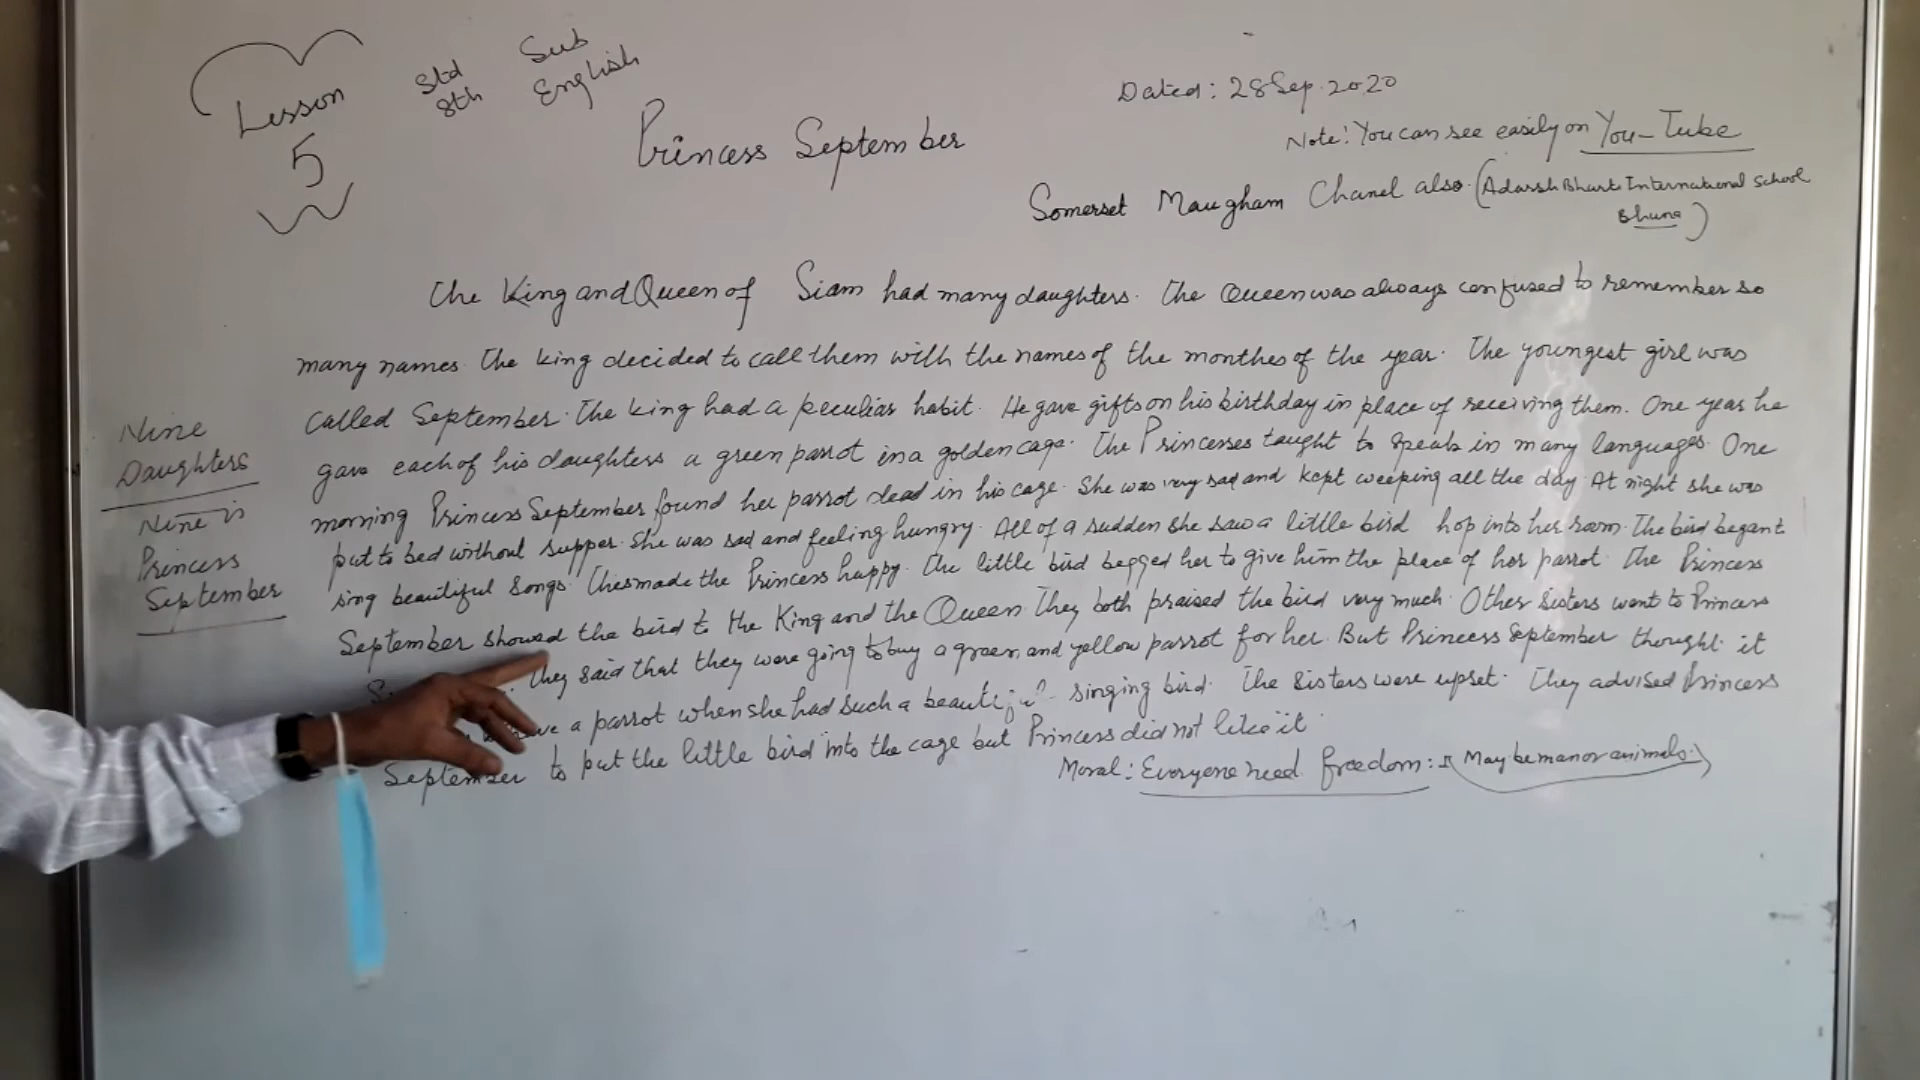 Lesson
5
Std
8th
Sub
English
Princess September
Dated: 28 Sep. 2020
Note: You can see easily on You-Tube
Somerset Maugham Chanel also (Adarsh Bharti International School
Bhuna)
The King and Queen of Siam had many daughters. The Queen was always confused to remember so
many names. The king decided to call them with the names of the monthes of the year. The youngest girl was
called September. The king had a peculiar habit. He gave gifts on his birthday in place of receiving them. One year he
gave each of his daughters a green parrot in a golden cage. The Princesses taught to speak in many languages. One
morning Princess September found her parrot dead in his cage. She was very sad and kept weeping all the day. At night she was
put to bed without supper. She was sad and feeling hungry. All of a sudden she saw a little bird hop into her room. The bird began t
sing beautiful songs. made the Princess happy. The little bird begged her to give him the place of her parrot. The Princess
September showed the bird to the King and the Queen. They both praised the bird very much. Other sisters went to Princess
They said that they were going to buy a green and yellow parrot for her. But Princess September thought it
a parrot when she had such a beautiful singing bird. The sisters were upset. They advised Princess
September to put the little bird into the cage but Princess did not like it.
Moral: Everyone need freedom:- (May be man or animals.)
Nine
Daughters
Nine is
Princess
September